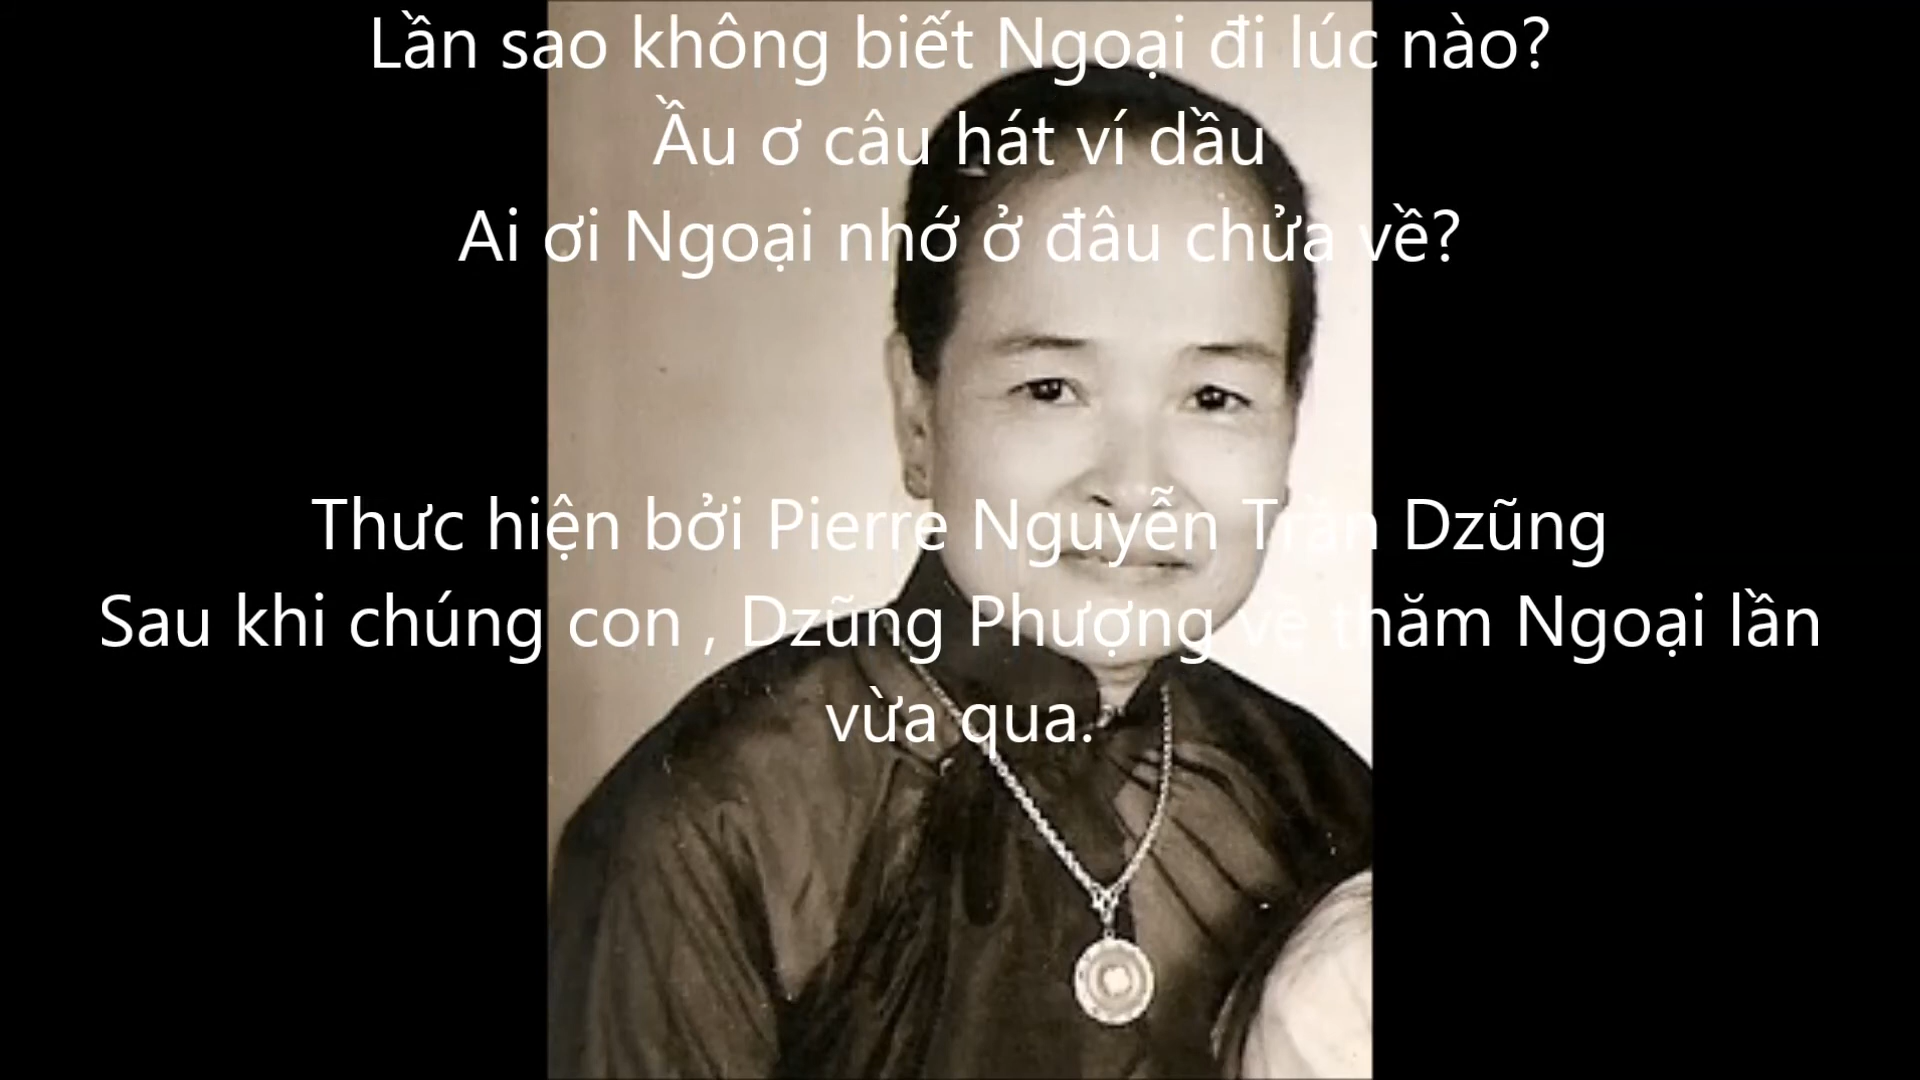 Lần sao không biết Ngoại đi lúc nào?
Ầu ơ câu hát ví dầu
Ai ơi Ngoại nhớ ở đâu chửa về?
Thưc hiện bởi Pierre Nguyễn Trần Dzũng
Sau khi chúng con , Dzũng Phượng về thăm Ngoại lần
vừa qua.